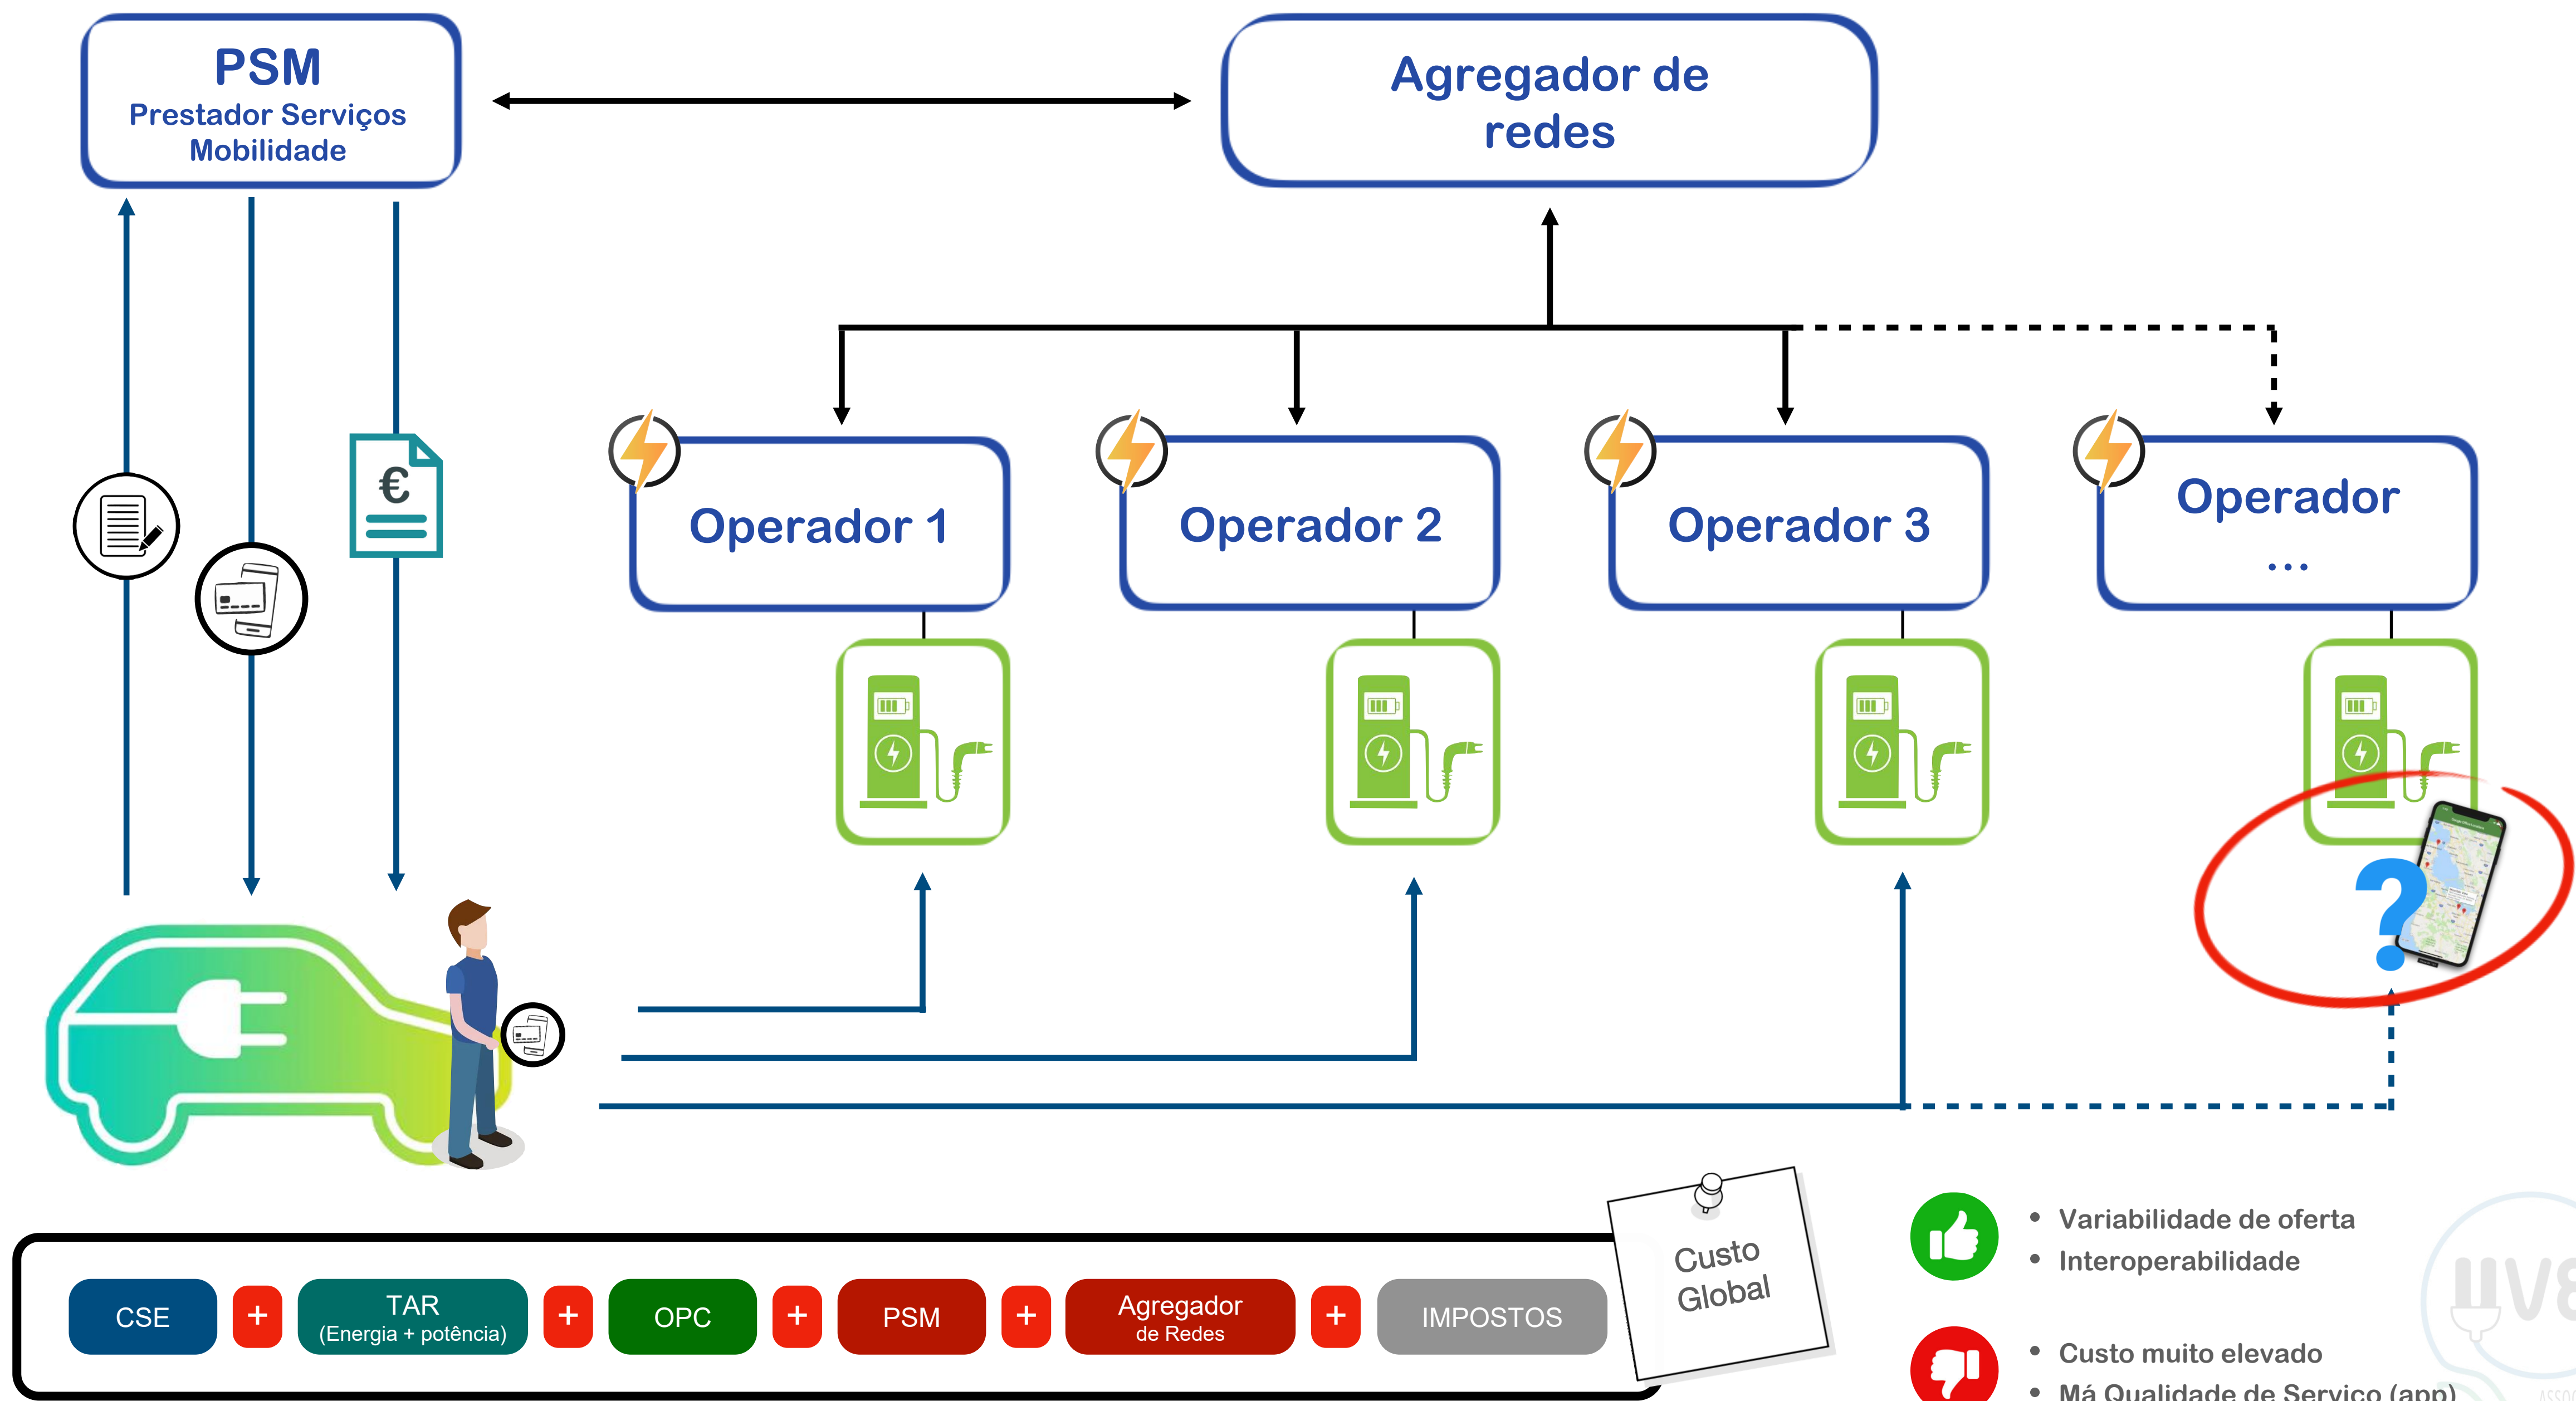 PSM
Prestador Serviços
Mobilidade
Agregador de
redes
€
Operador 1
Operador 2
Operador 3
Operador
...
CSE
+
TAR
(Energia + potência)
+
OPC
+
PSM
+
Agregador
de Redes
+
IMPOSTOS
Custo
Global
• Variabilidade de oferta
• Interoperabilidade
• Custo muito elevado
• Má Qualidade de Serviço (app)
?